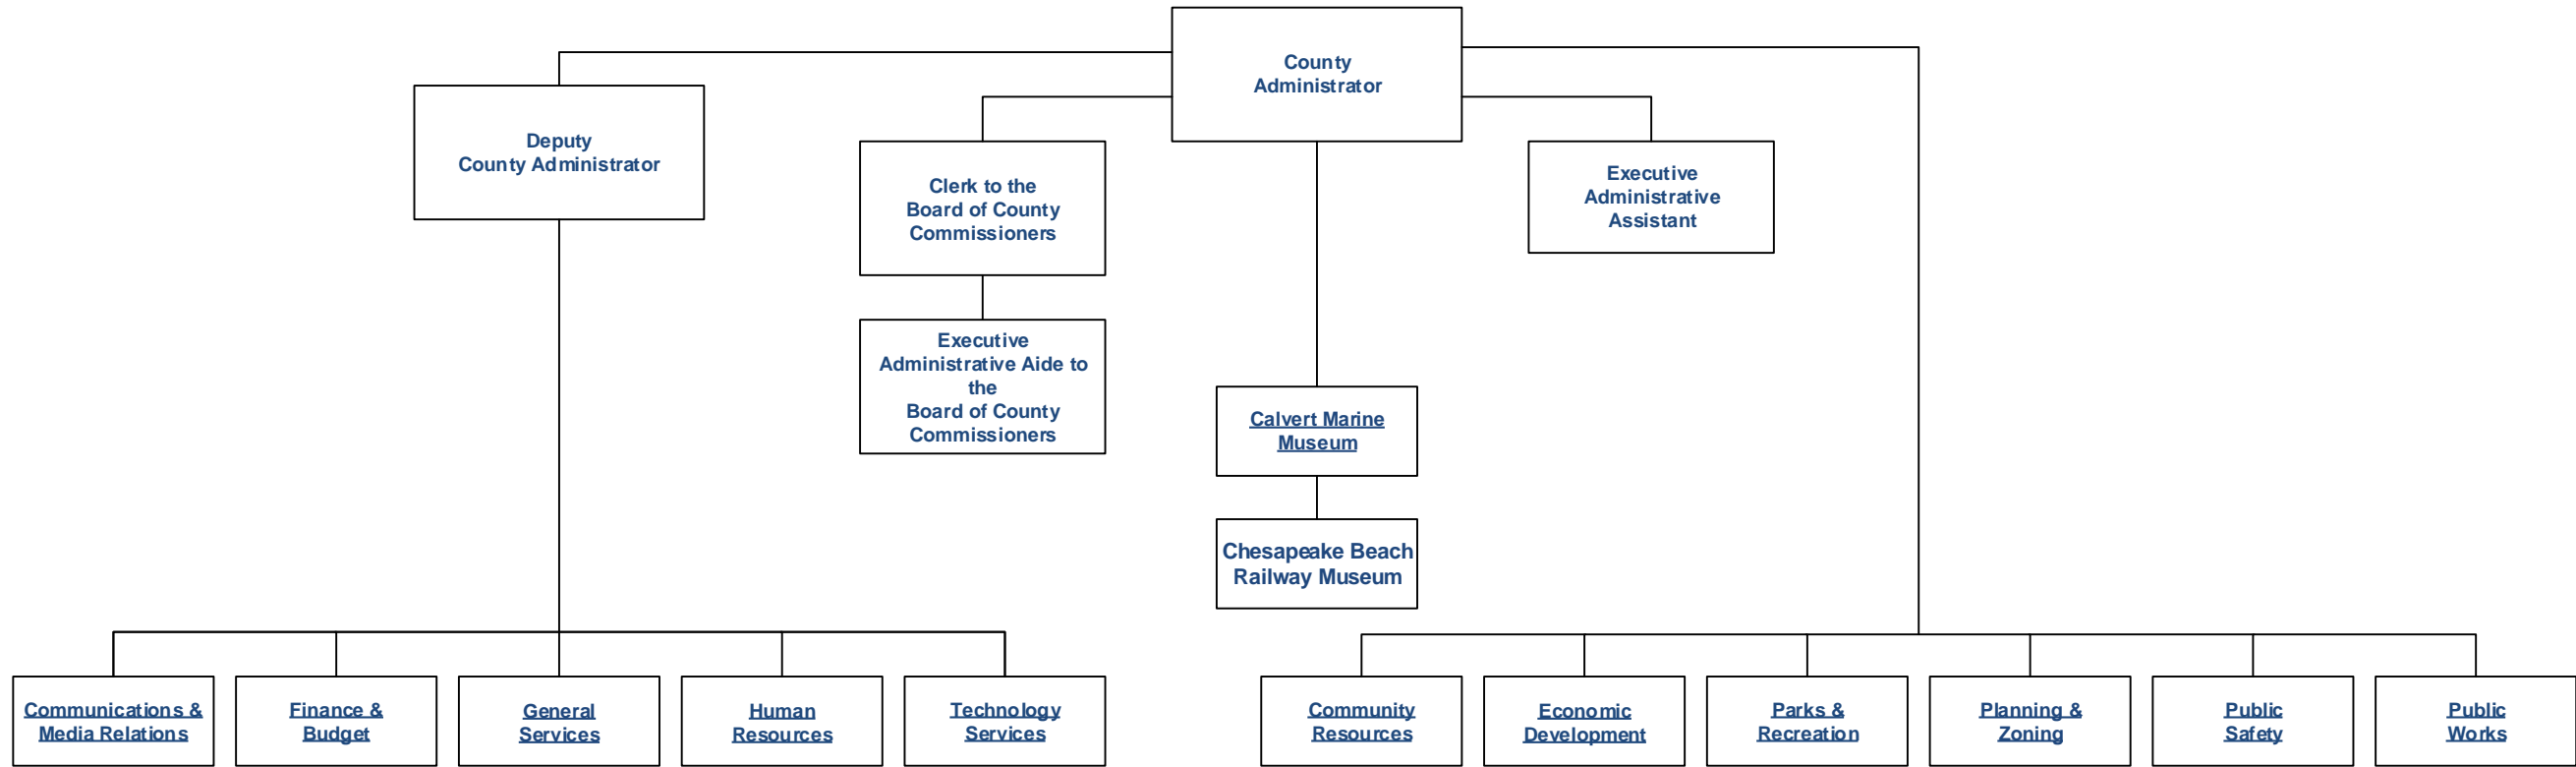 County
Administrator
Deputy
County Administrator
Clerk to the
Board of County
Commissioners
Executive
Administrative
Assistant
Executive
Administrative Aide to
the
Board of County
Commissioners
Calvert Marine
Museum
Chesapeake Beach
Railway Museum
Communications &
Media Relations
Finance &
Budget
General
Services
Human
Resources
Technology
Services
Community
Resources
Economic
Development
Parks &
Recreation
Planning &
Zoning
Public
Safety
Public
Works